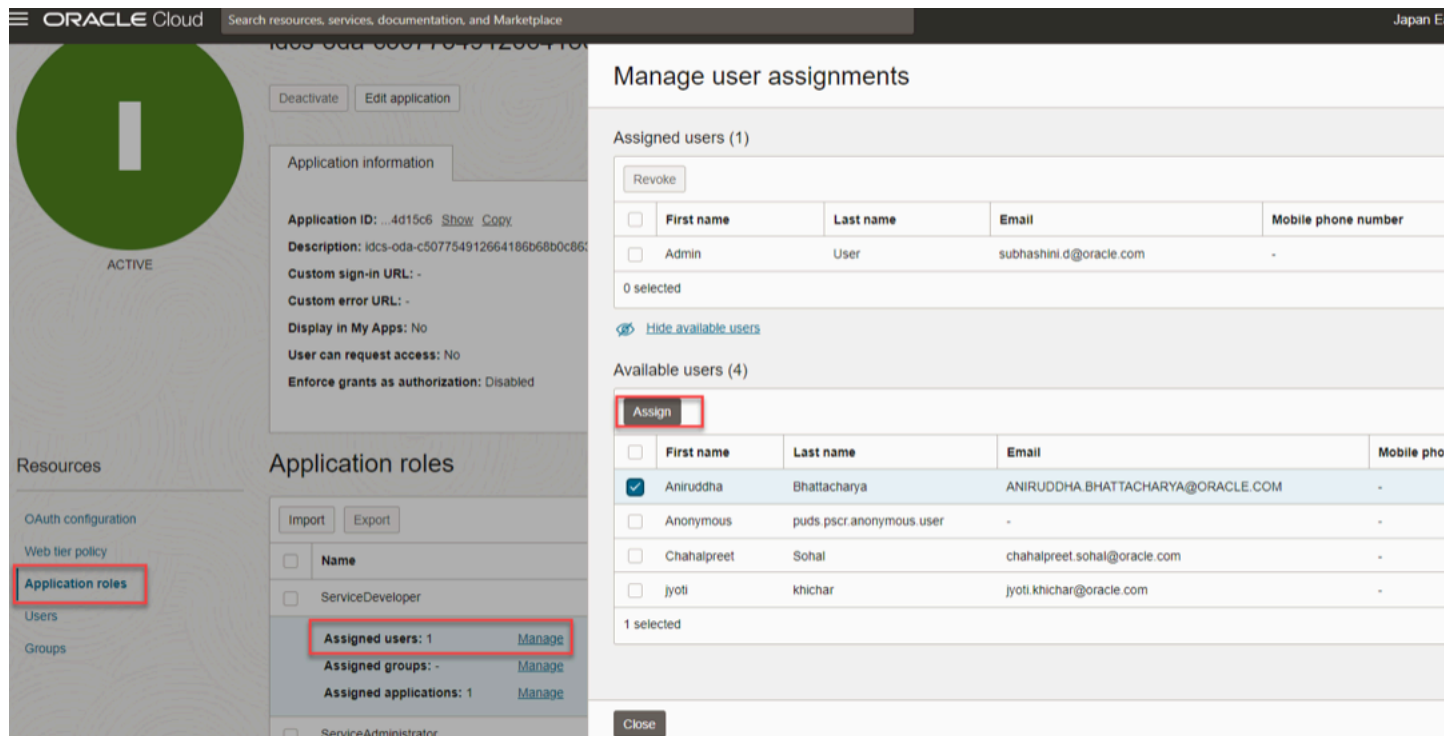 ORACLE Cloud
Search resources, services, documentation, and Marketplace
Japan E
Deactivate
Edit application
Application information
Application ID: ...4d15c6 Show Copy
Description: idcs-oda-c507754912664186b68b0c863
Custom sign-in URL: -
Custom error URL: -
Display in My Apps: No
User can request access: No
Enforce grants as authorization: Disabled
I
ACTIVE
Resources
OAuth configuration
Web tier policy
Application roles
Users
Groups
Application roles
Import
Export
Name
ServiceDeveloper
Assigned users: 1 Manage
Assigned groups: - Manage
Assigned applications: 1 Manage
ServiceAdministrator
Manage user assignments
Assigned users (1)
Revoke
First name Last name Email Mobile phone number
Admin User subhashini.d@oracle.com -
0 selected
Hide available users
Available users (4)
Assign
First name Last name Email Mobile pho
Aniruddha Bhattacharya ANIRUDDHA.BHATTACHARYA@ORACLE.COM -
Anonymous puds.pscr.anonymous.user - -
Chahalpreet Sohal chahalpreet.sohal@oracle.com -
jyoti khichar jyoti.khichar@oracle.com -
1 selected
Close